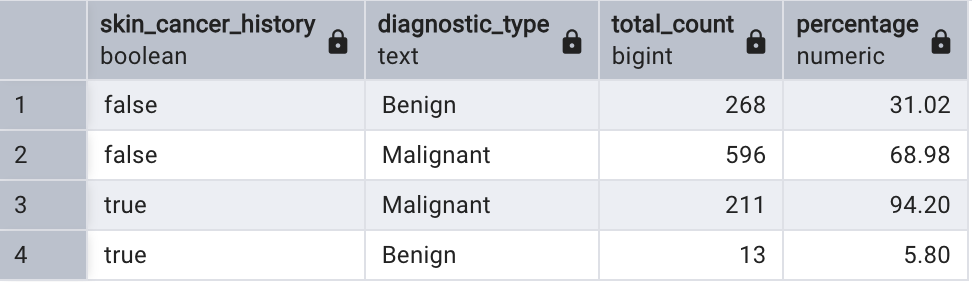 skin_cancer_history diagnostic_type total_count percentage
boolean text bigint numeric
1 false Benign 268 31.02
2 false Malignant 596 68.98
3 true Malignant 211 94.20
4 true Benign 13 5.80